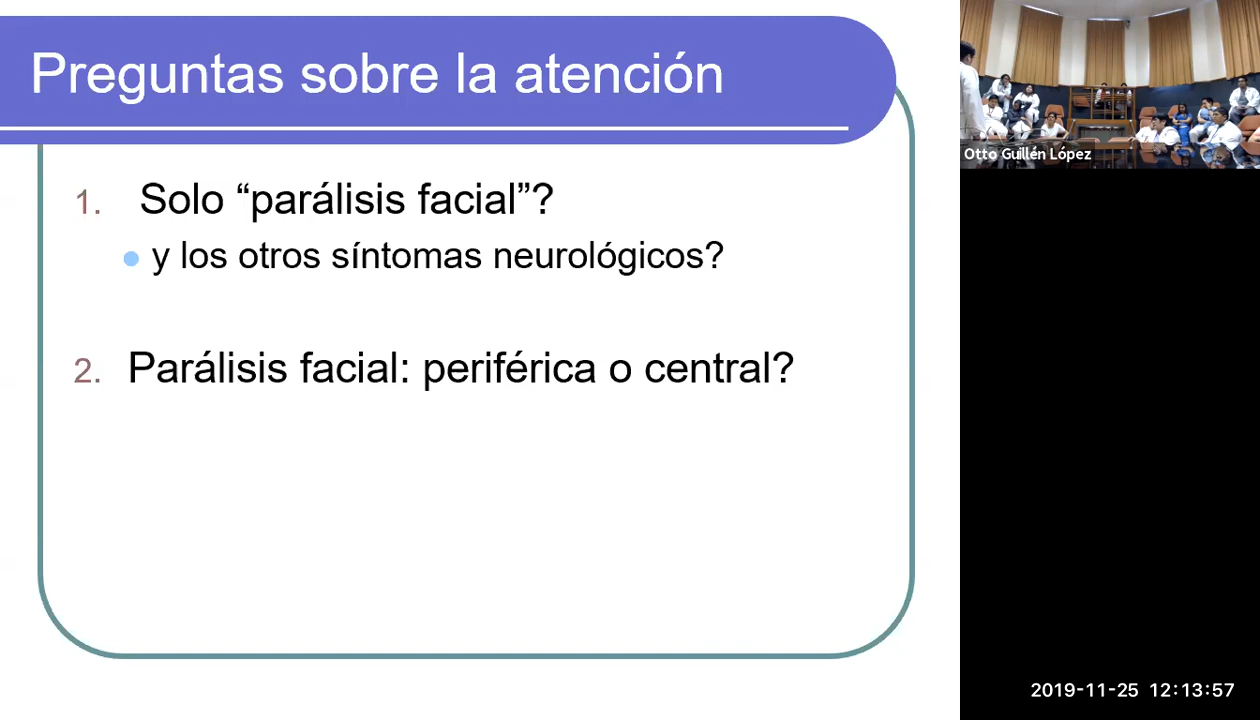 Preguntas sobre la atención
1. Solo “parálisis facial”?
y los otros síntomas neurológicos?
2. Parálisis facial: periférica o central?
Otto Guillén López
2019-11-25 12:13:57